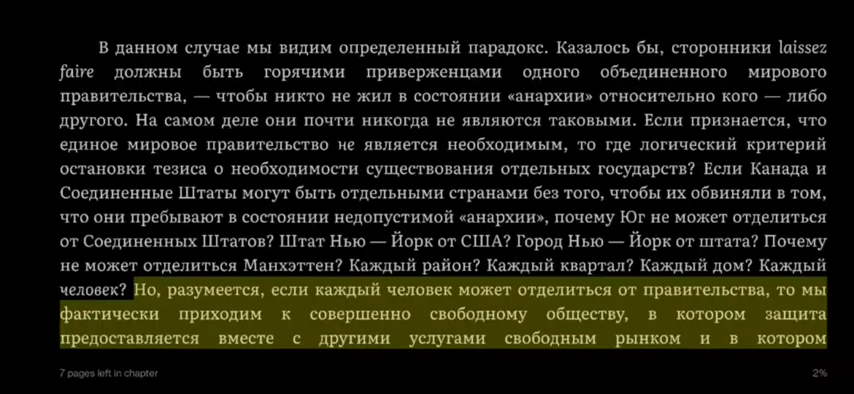 В данном случае мы видим определенный парадокс. Казалось бы, сторонники laissez
faire должны быть горячими приверженцами одного объединенного мирового
правительства, — чтобы никто не жил в состоянии «анархии» относительно кого — либо
другого. На самом деле они почти никогда не являются таковыми. Если признается, что
единое мировое правительство не является необходимым, то где логический критерий
остановки тезиса о необходимости существования отдельных государств? Если Канада и
Соединенные Штаты могут быть отдельными странами без того, чтобы их обвиняли в том,
что они пребывают в состоянии недопустимой «анархии», почему Юг не может отделиться
от Соединенных Штатов? Штат Нью — Йорк от США? Город Нью — Йорк от штата? Почему
не может отделиться Манхэттен? Каждый район? Каждый квартал? Каждый дом? Каждый
человек? Но, разумеется, если каждый человек может отделиться от правительства, то мы
фактически приходим к совершенно свободному обществу, в котором защита
предоставляется вместе с другими услугами свободным рынком и в котором
7 pages left in chapter
2%